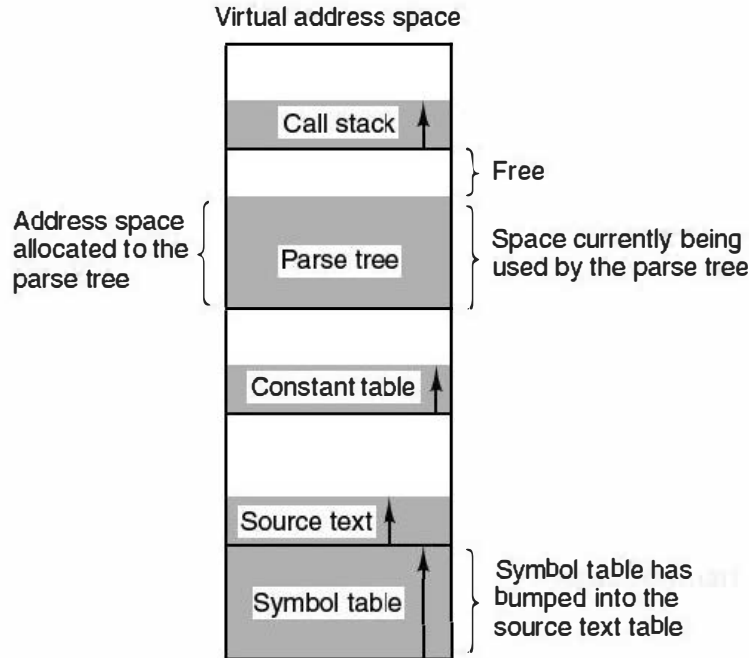 Virtual address space
Call stack
Free
Address space
allocated to the
parse tree
Parse tree
Space currently being
used by the parse tree
Constant table
Source text
Symbol table
Symbol table has
bumped into the
source text table